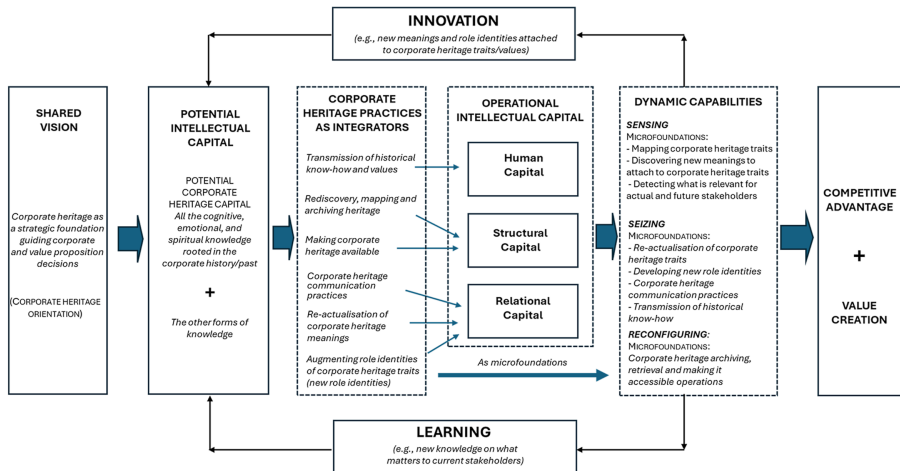 INNOVATION
(e.g., new meanings and role identities attached
to corporate heritage traits/values)
SHARED
VISION
Corporate heritage as
a strategic foundation
guiding corporate
and value proposition
decisions
(CORPORATE HERITAGE
ORIENTATION)
POTENTIAL
INTELLECTUAL
CAPITAL
POTENTIAL
CORPORATE
HERITAGE CAPITAL
All the cognitive,
emotional, and
spiritual knowledge
rooted in the
corporate history/past
+
The other forms of
knowledge
CORPORATE
HERITAGE PRACTICES
AS INTEGRATORS
Transmission of historical
know-how and values
Rediscovery, mapping and
archiving heritage
Making corporate
heritage available
Corporate heritage
communication
practices
Re-actualisation of
corporate heritage
meanings
Augmenting role identities of
corporate heritage traits
(new role identities)
OPERATIONAL
INTELLECTUAL CAPITAL
Human
Capital
Structural
Capital
Relational
Capital
As microfoundations
DYNAMIC CAPABILITIES
SENSING
MICROFOUNDATIONS:
- Mapping corporate heritage traits
- Discovering new meanings to
attach to corporate heritage traits
- Detecting what is relevant for
actual and future stakeholders
SEIZING
MICROFOUNDATIONS:
- Re-actualisation of corporate
heritage traits
- Developing new role identities
- Corporate heritage
communication practices
- Transmission of historical
know-how
RECONFIGURING:
MICROFOUNDATIONS:
Corporate heritage archiving,
retrieval and making it
accessible operations
COMPETITIVE
ADVANTAGE
+
VALUE
CREATION
LEARNING
(e.g., new knowledge on what
matters to current stakeholders)